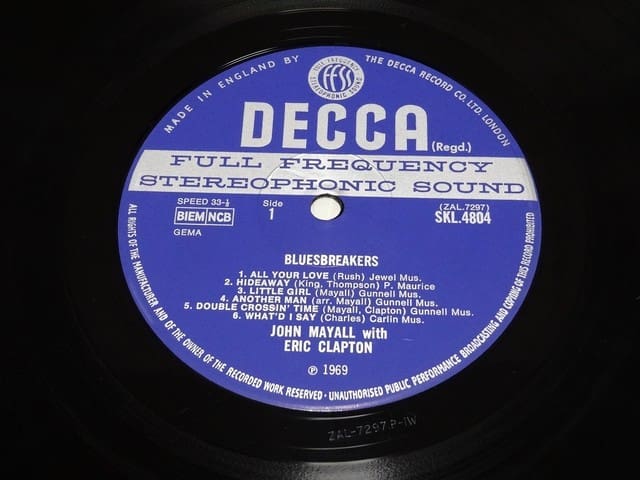 MADE IN ENGLAND BY
THE DECCA RECORD CO. LTD. LONDON
FULL FREQUENCY
ffss
STEREOPHONIC SOUND
DECCA (Regd.)
FULL FREQUENCY
STEREOPHONIC SOUND
SPEED 33-⅓
BIEM NCB
GEMA
Side
1
(ZAL.7297)
SKL.4804
BLUESBREAKERS
1. ALL YOUR LOVE (Rush) Jewel Mus.
2. HIDEAWAY (King, Thompson) P. Maurice
3. LITTLE GIRL (Mayall) Gunnell Mus.
4. ANOTHER MAN (arr. Mayall) Gunnell Mus.
5. DOUBLE CROSSIN' TIME (Mayall, Clapton) Gunnell Mus.
6. WHAT'D I SAY (Charles) Carlin Mus.
JOHN MAYALL with
ERIC CLAPTON
℗ 1969
ALL RIGHTS OF THE MANUFACTURER AND OF THE OWNER OF THE RECORDED WORK RESERVED · UNAUTHORISED PUBLIC PERFORMANCE BROADCASTING AND COPYING OF THIS RECORD PROHIBITED
ZAL-7297.P-1W